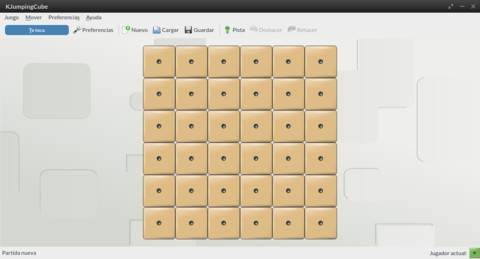 KJumpingCube
Juego Mover Preferencias Ayuda
Te toca Preferencias Nuevo Cargar Guardar Pista Deshacer Rehacer
Partida nueva Jugador actual: